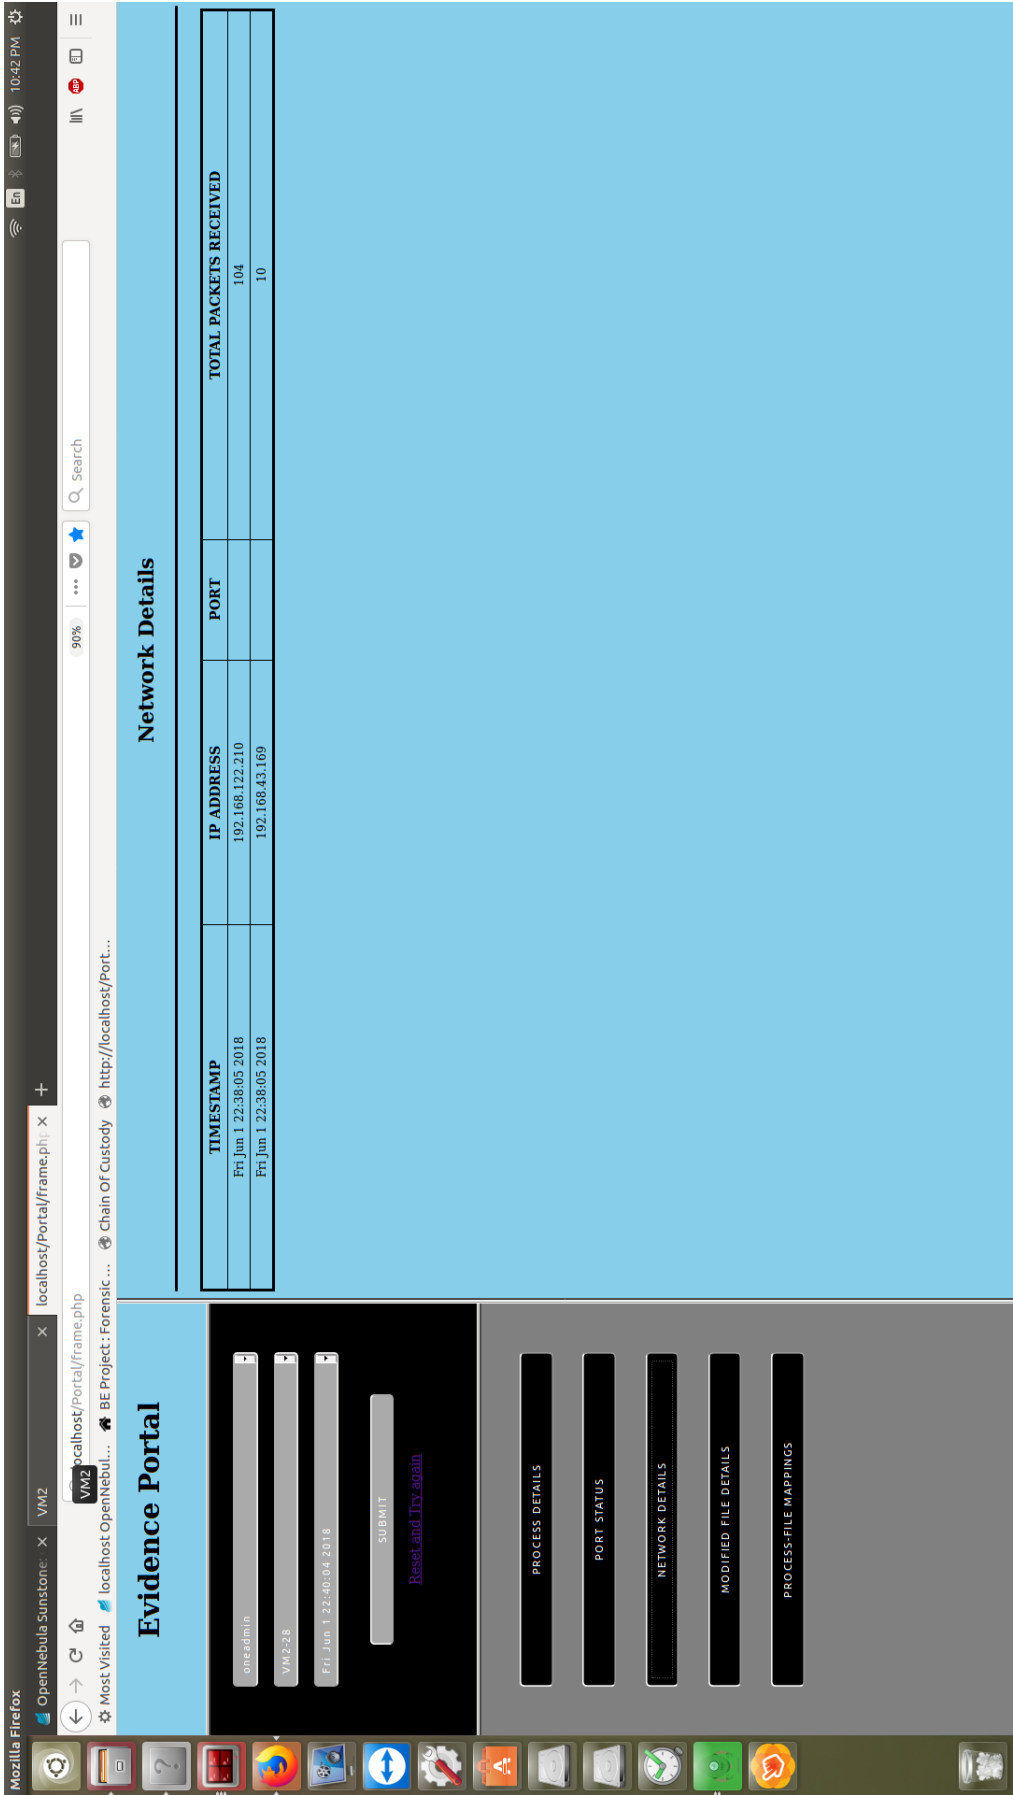 Mozilla Firefox
En
10:42 PM
OpenNebula Sunstone:
VM2
localhost/Portal/frame.php
localhost/Portal/frame.php
90%
Search
VM2
Most Visited
localhost OpenNebul...
BE Project : Forensic ...
Chain Of Custody
http://localhost/Port...
Evidence Portal
oneadmin
VM2-28
Fri Jun 1 22:40:04 2018
SUBMIT
Reset and Try again
PROCESS DETAILS
PORT STATUS
NETWORK DETAILS
MODIFIED FILE DETAILS
PROCESS-FILE MAPPINGS
Network Details
TIMESTAMP IP ADDRESS PORT TOTAL PACKETS RECEIVED
Fri Jun 1 22:38:05 2018 192.168.122.210 104
Fri Jun 1 22:38:05 2018 192.168.43.169 10
ABP